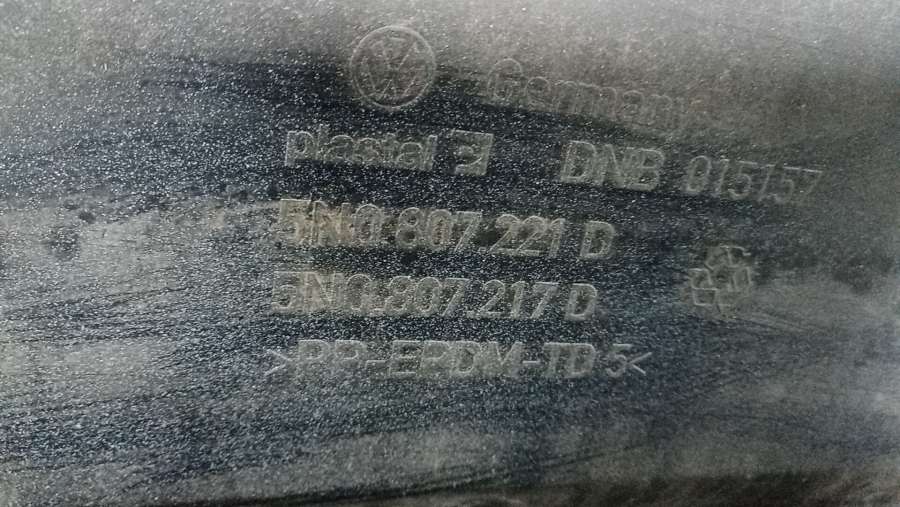 Germany
plastal DNB 015157
5N0.807.221 D
5N0.807.217 D
>PP-EPDM-TD 5<